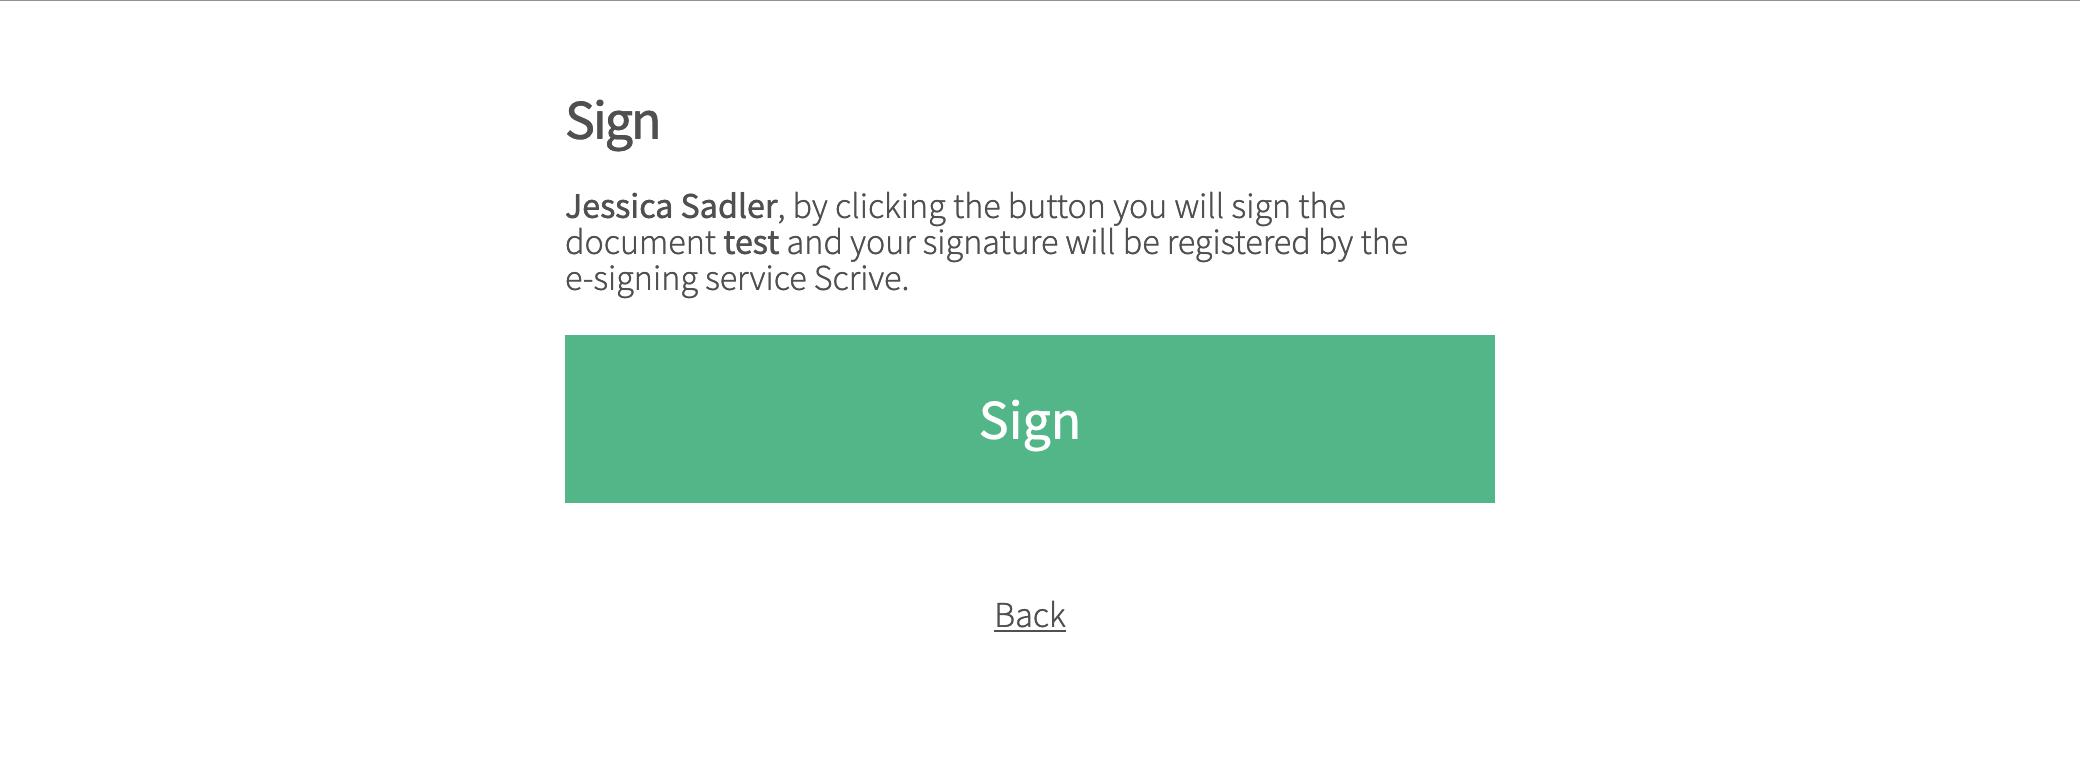 Sign
Jessica Sadler, by clicking the button you will sign the
document test and your signature will be registered by the
e-signing service Scrive.
Sign
Back